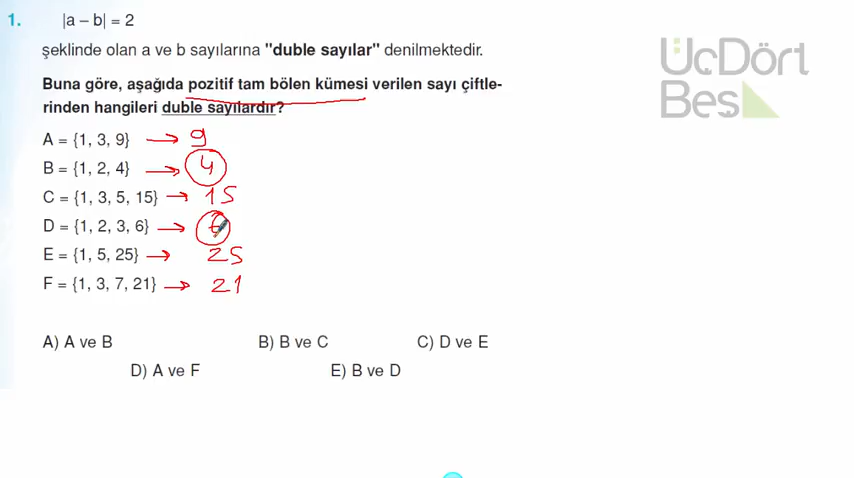 1. |a – b| = 2
şeklinde olan a ve b sayılarına "duble sayılar" denilmektedir.
Buna göre, aşağıda pozitif tam bölen kümesi verilen sayı çiftle-
rinden hangileri duble sayılardır?
A = {1, 3, 9} → 9
B = {1, 2, 4} → 4
C = {1, 3, 5, 15} → 15
D = {1, 2, 3, 6} → 6
E = {1, 5, 25} → 25
F = {1, 3, 7, 21} → 21
A) A ve B B) B ve C C) D ve E
D) A ve F E) B ve D
ÜçDört
Beş